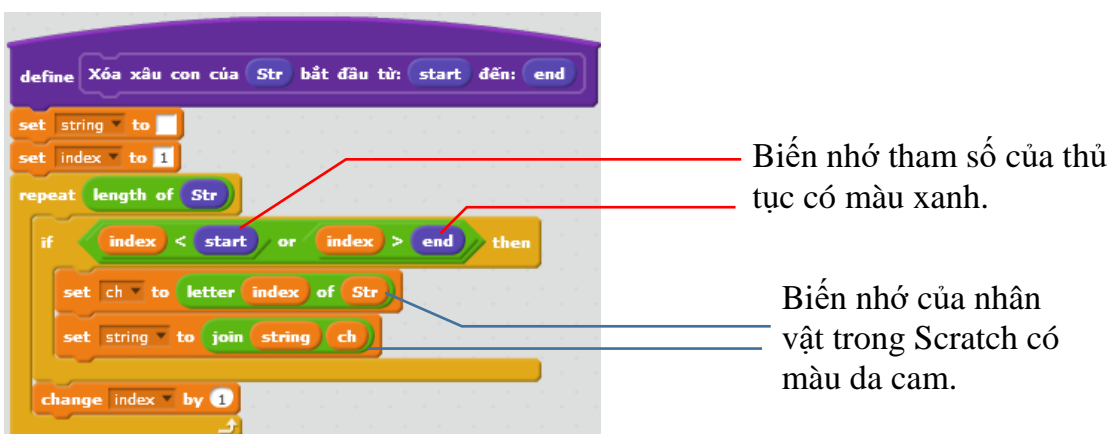 define Xóa xâu con của Str bắt đầu từ: start đến: end
set string to
set index to 1
repeat length of Str
if index < start or index > end then
set ch to letter index of Str
set string to join string ch
change index by 1
Biến nhớ tham số của thủ
tục có màu xanh.
Biến nhớ của nhân
vật trong Scratch có
màu da cam.